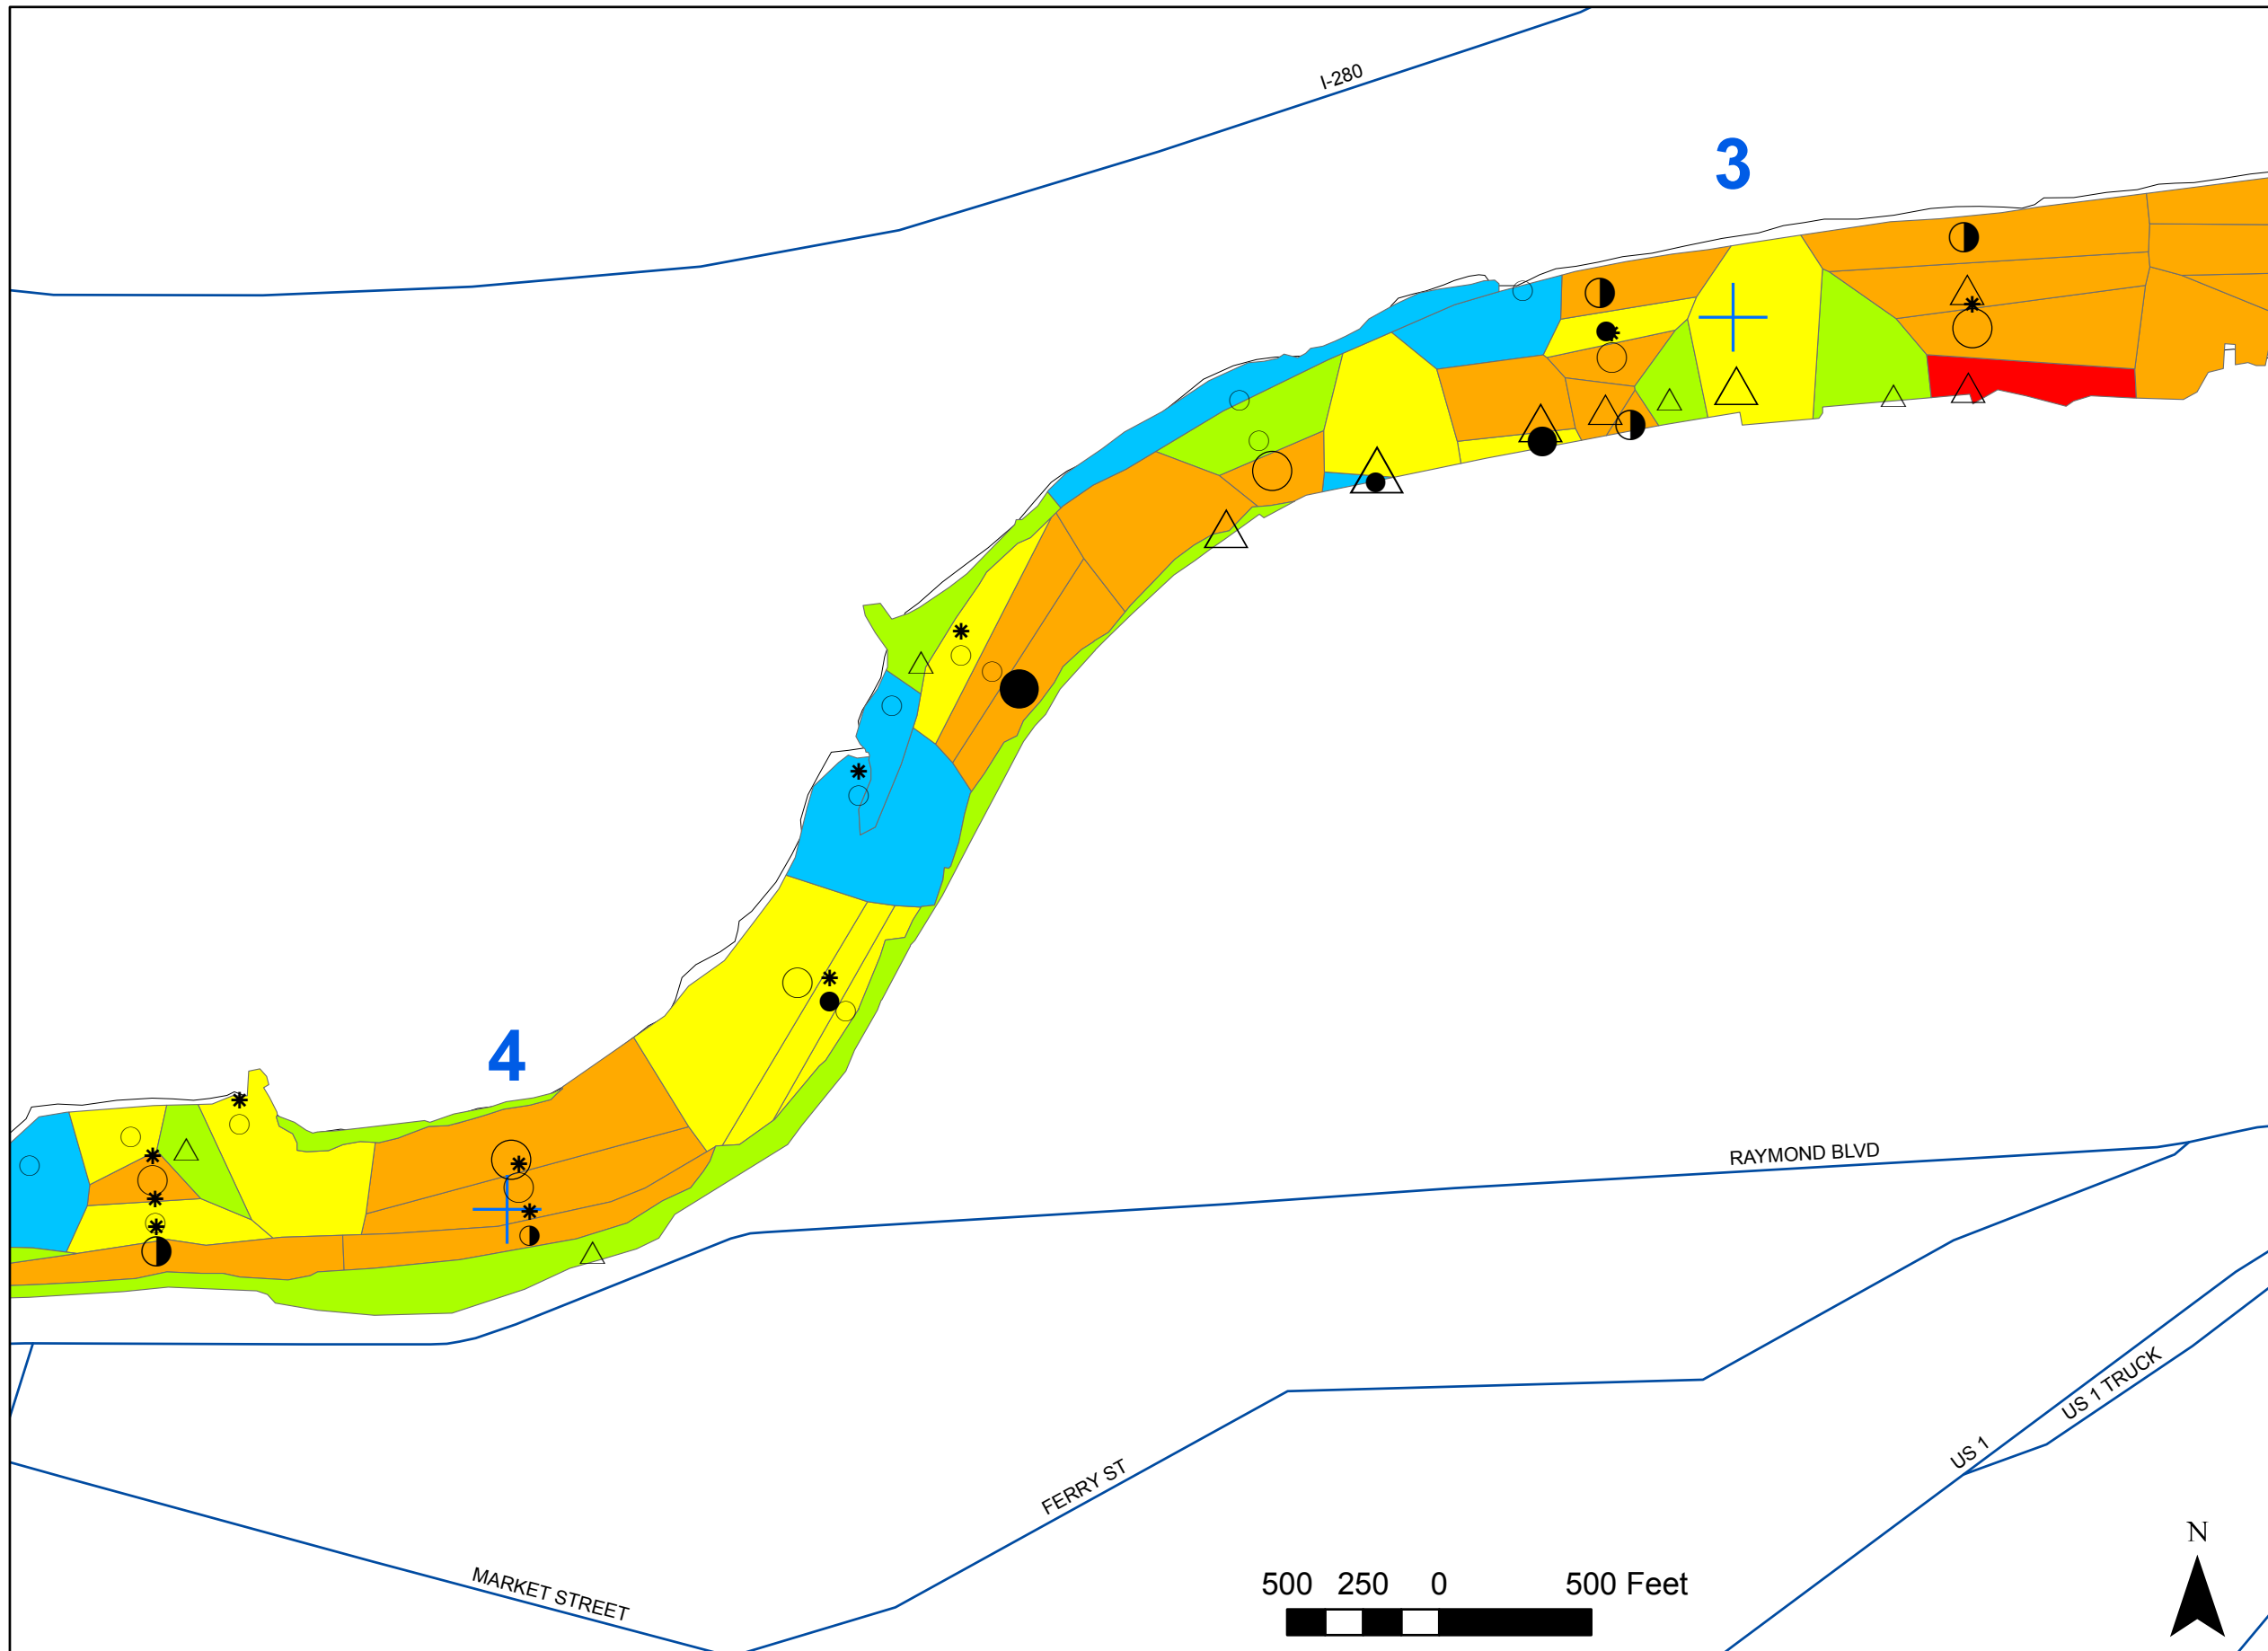 I-280
3
4
RAYMOND BLVD
US 1 TRUCK
US 1
FERRY ST
MARKET STREET
N
500 250 0 500 Feet